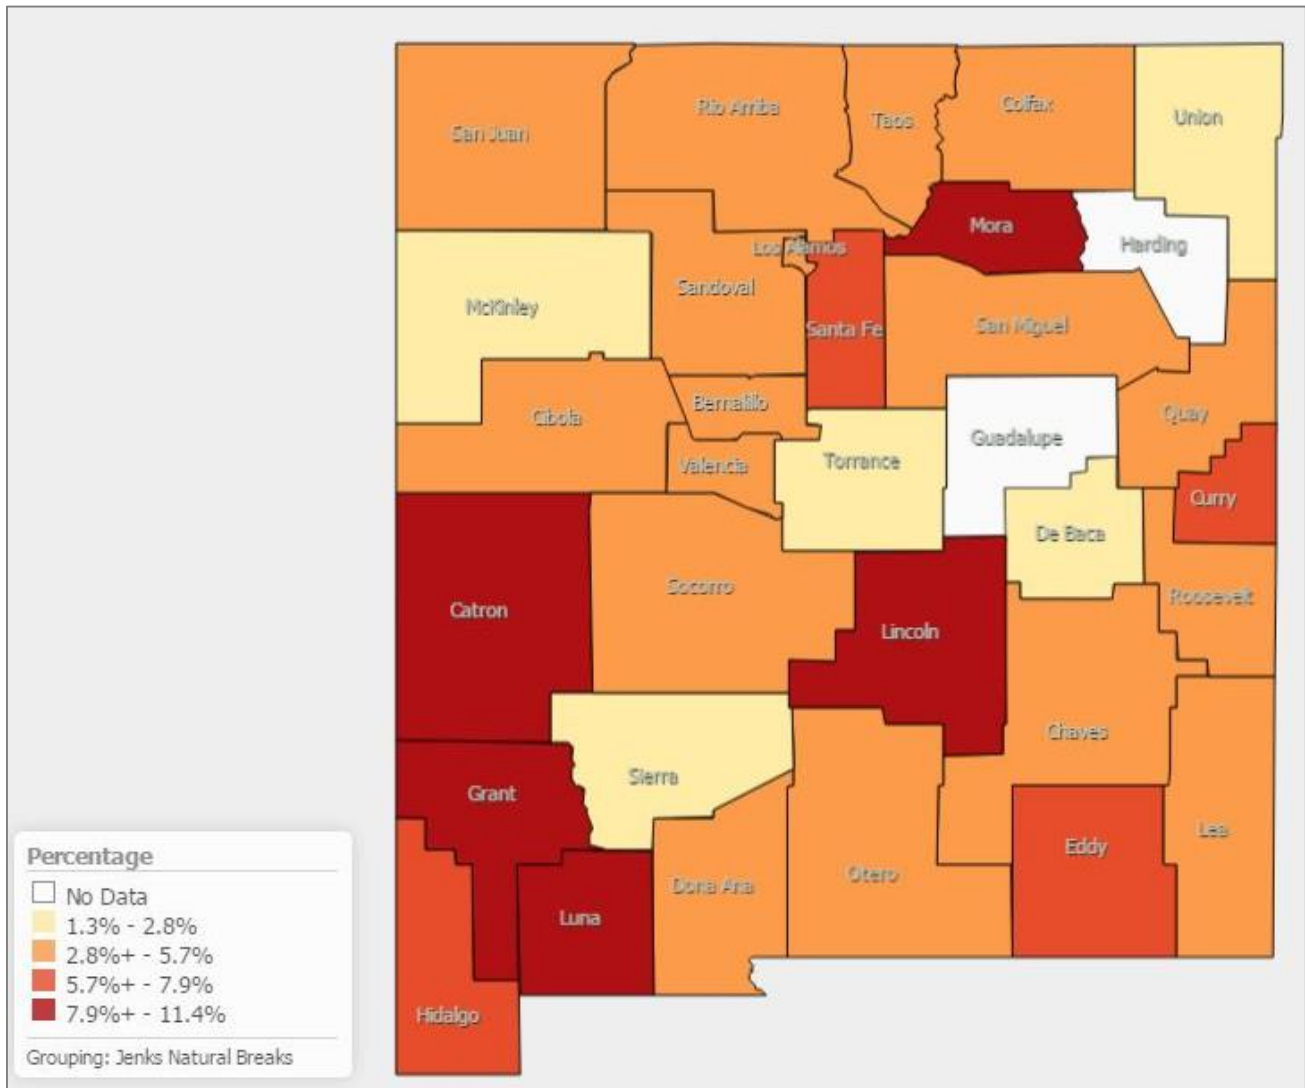 Rio Arriba
Colfax
Union
Taos
San Juan
Mora
Harding
Los Alamos
Sandoval
McKinley
Santa Fe
San Miguel
Bernalillo
Quay
Cibola
Guadalupe
Valencia
Torrance
Curry
De Baca
Socorro
Roosevelt
Catron
Lincoln
Chaves
Sierra
Grant
Lea
Eddy
Otero
Dona Ana
Luna
Hidalgo
Percentage
No Data
1.3% - 2.8%
2.8%+ - 5.7%
5.7%+ - 7.9%
7.9%+ - 11.4%
Grouping: Jenks Natural Breaks